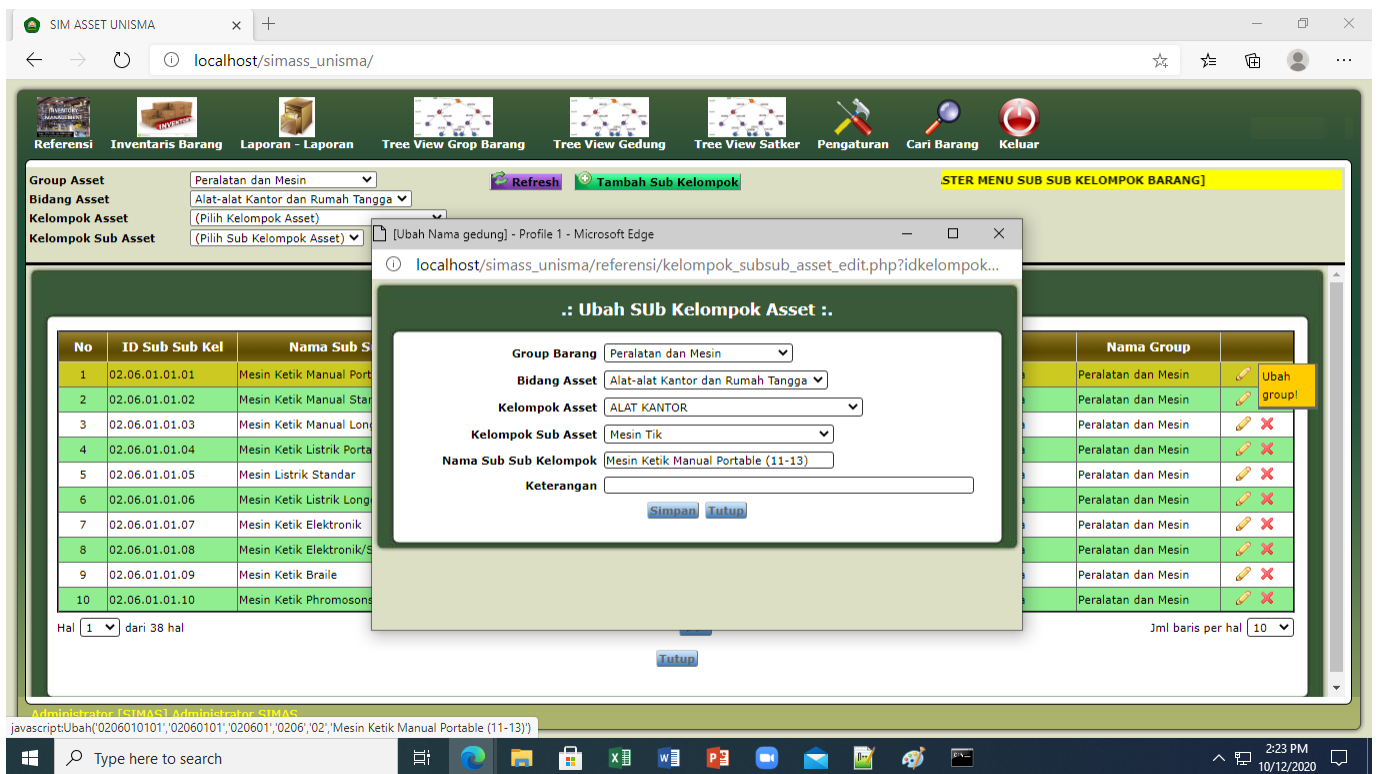 SIM ASSET UNISMA
localhost/simass_unisma/
INVENTORY
MANAGEMENT
Referensi Inventaris Barang Laporan - Laporan Tree View Grop Barang Tree View Gedung Tree View Satker Pengaturan Cari Barang Keluar
Group Asset Peralatan dan Mesin Refresh Tambah Sub Kelompok STER MENU SUB SUB KELOMPOK BARANG]
Bidang Asset Alat-alat Kantor dan Rumah Tangga
Kelompok Asset (Pilih Kelompok Asset)
Kelompok Sub Asset (Pilih Sub Kelompok Asset)
[Ubah Nama gedung] - Profile 1 - Microsoft Edge
localhost/simass_unisma/referensi/kelompok_subsub_asset_edit.php?idkelompok...
.: Ubah SUb Kelompok Asset :.
Group Barang Peralatan dan Mesin
Bidang Asset Alat-alat Kantor dan Rumah Tangga
Kelompok Asset ALAT KANTOR
Kelompok Sub Asset Mesin Tik
Nama Sub Sub Kelompok Mesin Ketik Manual Portable (11-13)
Keterangan
Simpan Tutup
No ID Sub Sub Kel Nama Sub S Nama Group
1 02.06.01.01.01 Mesin Ketik Manual Port Peralatan dan Mesin
2 02.06.01.01.02 Mesin Ketik Manual Star Peralatan dan Mesin
3 02.06.01.01.03 Mesin Ketik Manual Lon Peralatan dan Mesin
4 02.06.01.01.04 Mesin Ketik Listrik Porta Peralatan dan Mesin
5 02.06.01.01.05 Mesin Listrik Standar Peralatan dan Mesin
6 02.06.01.01.06 Mesin Ketik Listrik Long Peralatan dan Mesin
7 02.06.01.01.07 Mesin Ketik Elektronik Peralatan dan Mesin
8 02.06.01.01.08 Mesin Ketik Elektronik/S Peralatan dan Mesin
9 02.06.01.01.09 Mesin Ketik Braile Peralatan dan Mesin
10 02.06.01.01.10 Mesin Ketik Phromosons Peralatan dan Mesin
Ubah
group!
Hal 1 dari 38 hal Jml baris per hal 10
Tutup
Administrator [SIMAS] Administrator SIMAS
javascript:Ubah('0206010101','02060101','020601','0206','02','Mesin Ketik Manual Portable (11-13)')
Type here to search
2:23 PM
10/12/2020